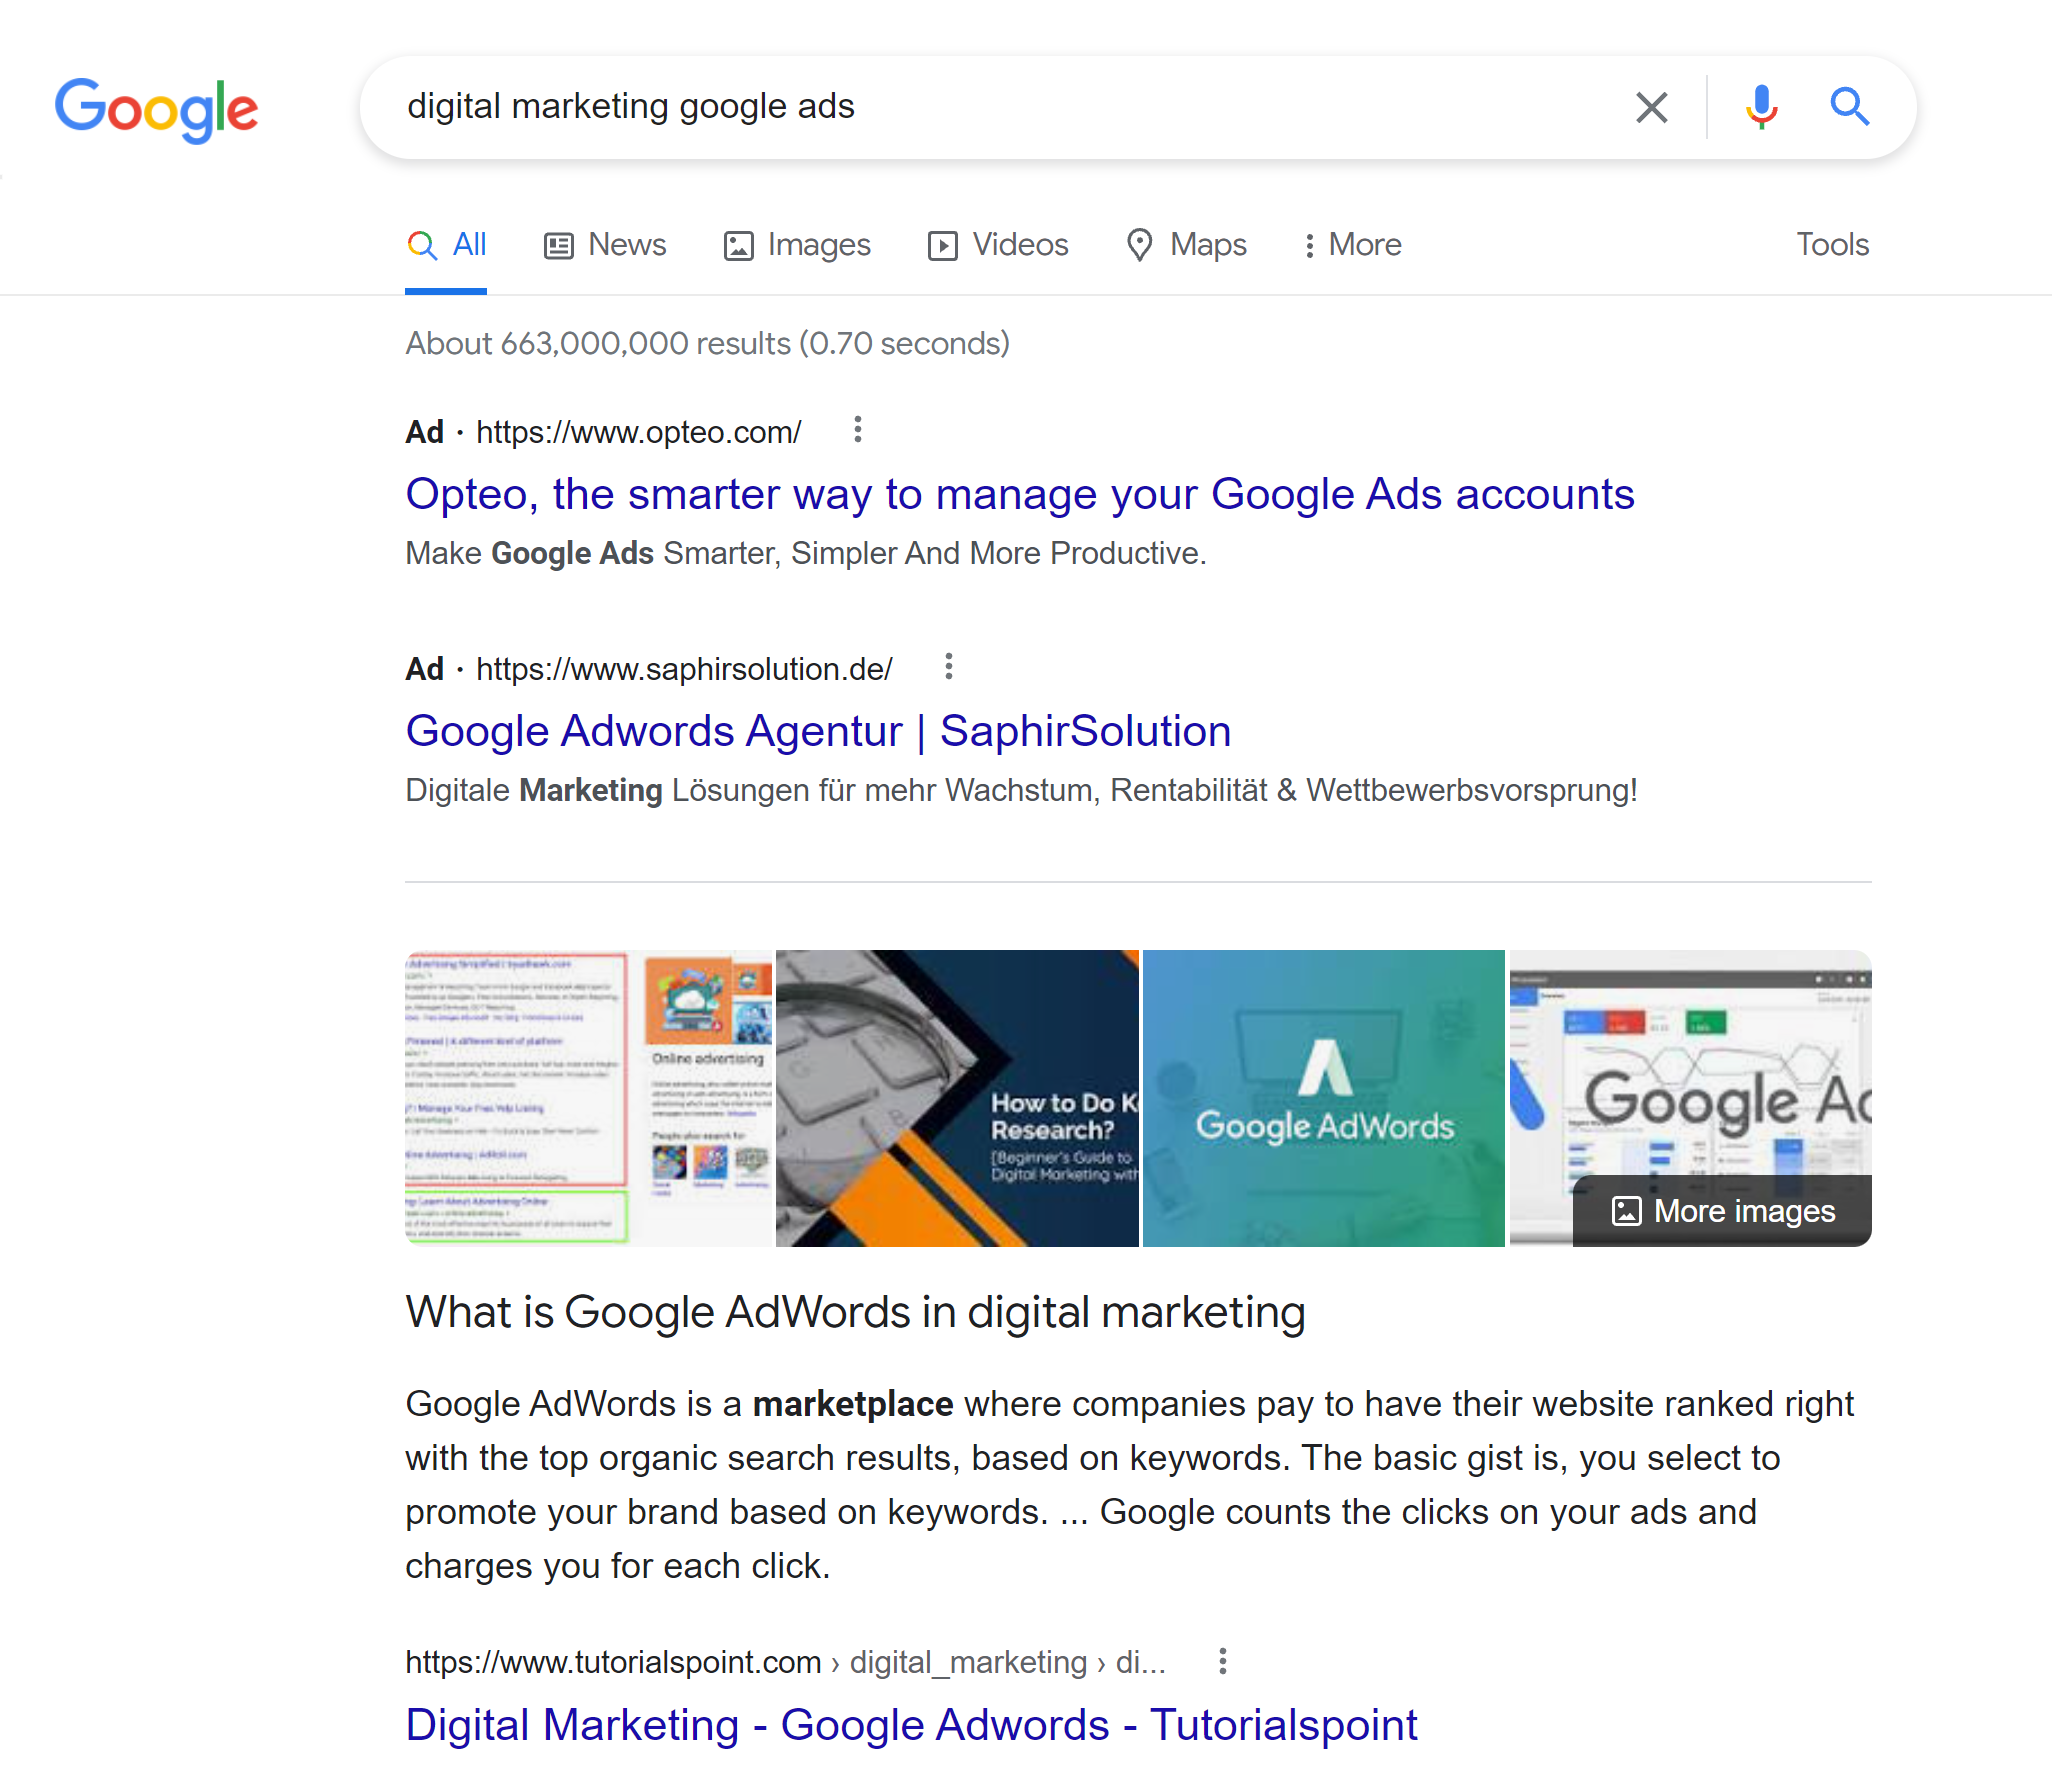 Google
digital marketing google ads
All
News
Images
Videos
Maps
More
Tools
About 663,000,000 results (0.70 seconds)
Ad · https://www.opteo.com/
Opteo, the smarter way to manage your Google Ads accounts
Make Google Ads Smarter, Simpler And More Productive.
Ad · https://www.saphirsolution.de/
Google Adwords Agentur | SaphirSolution
Digitale Marketing Lösungen für mehr Wachstum, Rentabilität & Wettbewerbsvorsprung!
Online advertising
People also search for
How to Do K
Research?
[Beginner's Guide to
Digital Marketing with
Google AdWords
Google Ad
More images
What is Google AdWords in digital marketing
Google AdWords is a marketplace where companies pay to have their website ranked right
with the top organic search results, based on keywords. The basic gist is, you select to
promote your brand based on keywords. ... Google counts the clicks on your ads and
charges you for each click.
https://www.tutorialspoint.com › digital_marketing › di...
Digital Marketing - Google Adwords - Tutorialspoint